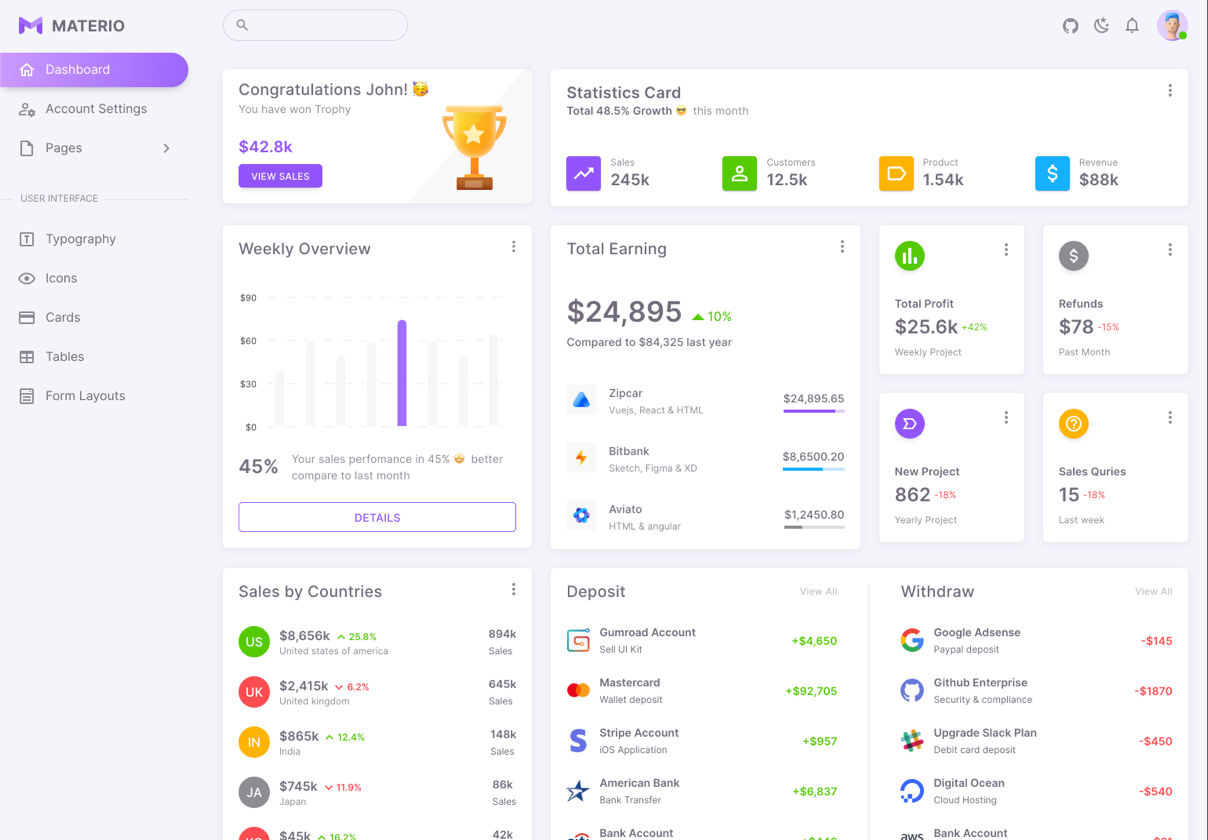 MATERIO
Dashboard
Account Settings
Pages
USER INTERFACE
Typography
Icons
Cards
Tables
Form Layouts
Congratulations John!
You have won Trophy
$42.8k
VIEW SALES
Statistics Card
Total 48.5% Growth 😎 this month
Sales
245k
Customers
12.5k
Product
1.54k
Revenue
$88k
Weekly Overview
$90
$60
$30
$0
45%
Your sales perfomance in 45% 🤩 better
compare to last month
DETAILS
Total Earning
$24,895 10%
Compared to $84,325 last year
Zipcar
Vuejs, React & HTML
$24,895.65
Bitbank
Sketch, Figma & XD
$8,6500.20
Aviato
HTML & angular
$1,2450.80
Total Profit
$25.6k +42%
Weekly Project
$
Refunds
$78 -15%
Past Month
New Project
862 -18%
Yearly Project
Sales Quries
15 -18%
Last week
Sales by Countries
US
$8,656k 25.8%
United states of america
894k
Sales
UK
$2,415k 6.2%
United kingdom
645k
Sales
IN
$865k 12.4%
India
148k
Sales
JA
$745k 11.9%
Japan
86k
Sales
$45k 16.2%
42k
Deposit
View All
Gumroad Account
Sell UI Kit
+$4,650
Mastercard
Wallet deposit
+$92,705
Stripe Account
iOS Application
+$957
American Bank
Bank Transfer
+$6,837
Bank Account
Withdraw
View All
Google Adsense
Paypal deposit
-$145
Github Enterprise
Security & compliance
-$1870
Upgrade Slack Plan
Debit card deposit
-$450
Digital Ocean
Cloud Hosting
-$540
aws
Bank Account